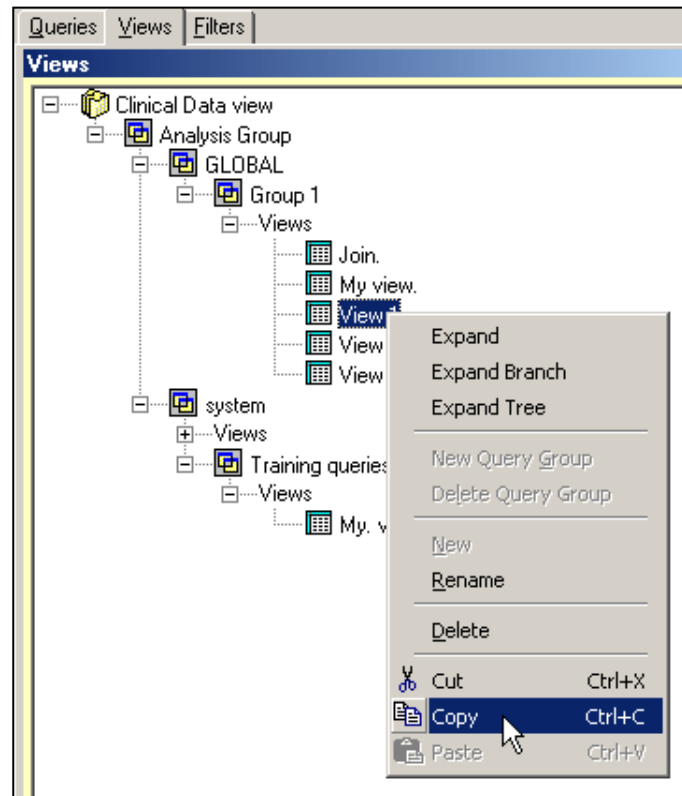 Queries Views Filters
Views
Clinical Data view
Analysis Group
GLOBAL
Group 1
Views
Join.
My view.
View
View
View
system
Views
Training queries
Views
My. v
Expand
Expand Branch
Expand Tree
New Query Group
Delete Query Group
New
Rename
Delete
Cut Ctrl+X
Copy Ctrl+C
Paste Ctrl+V